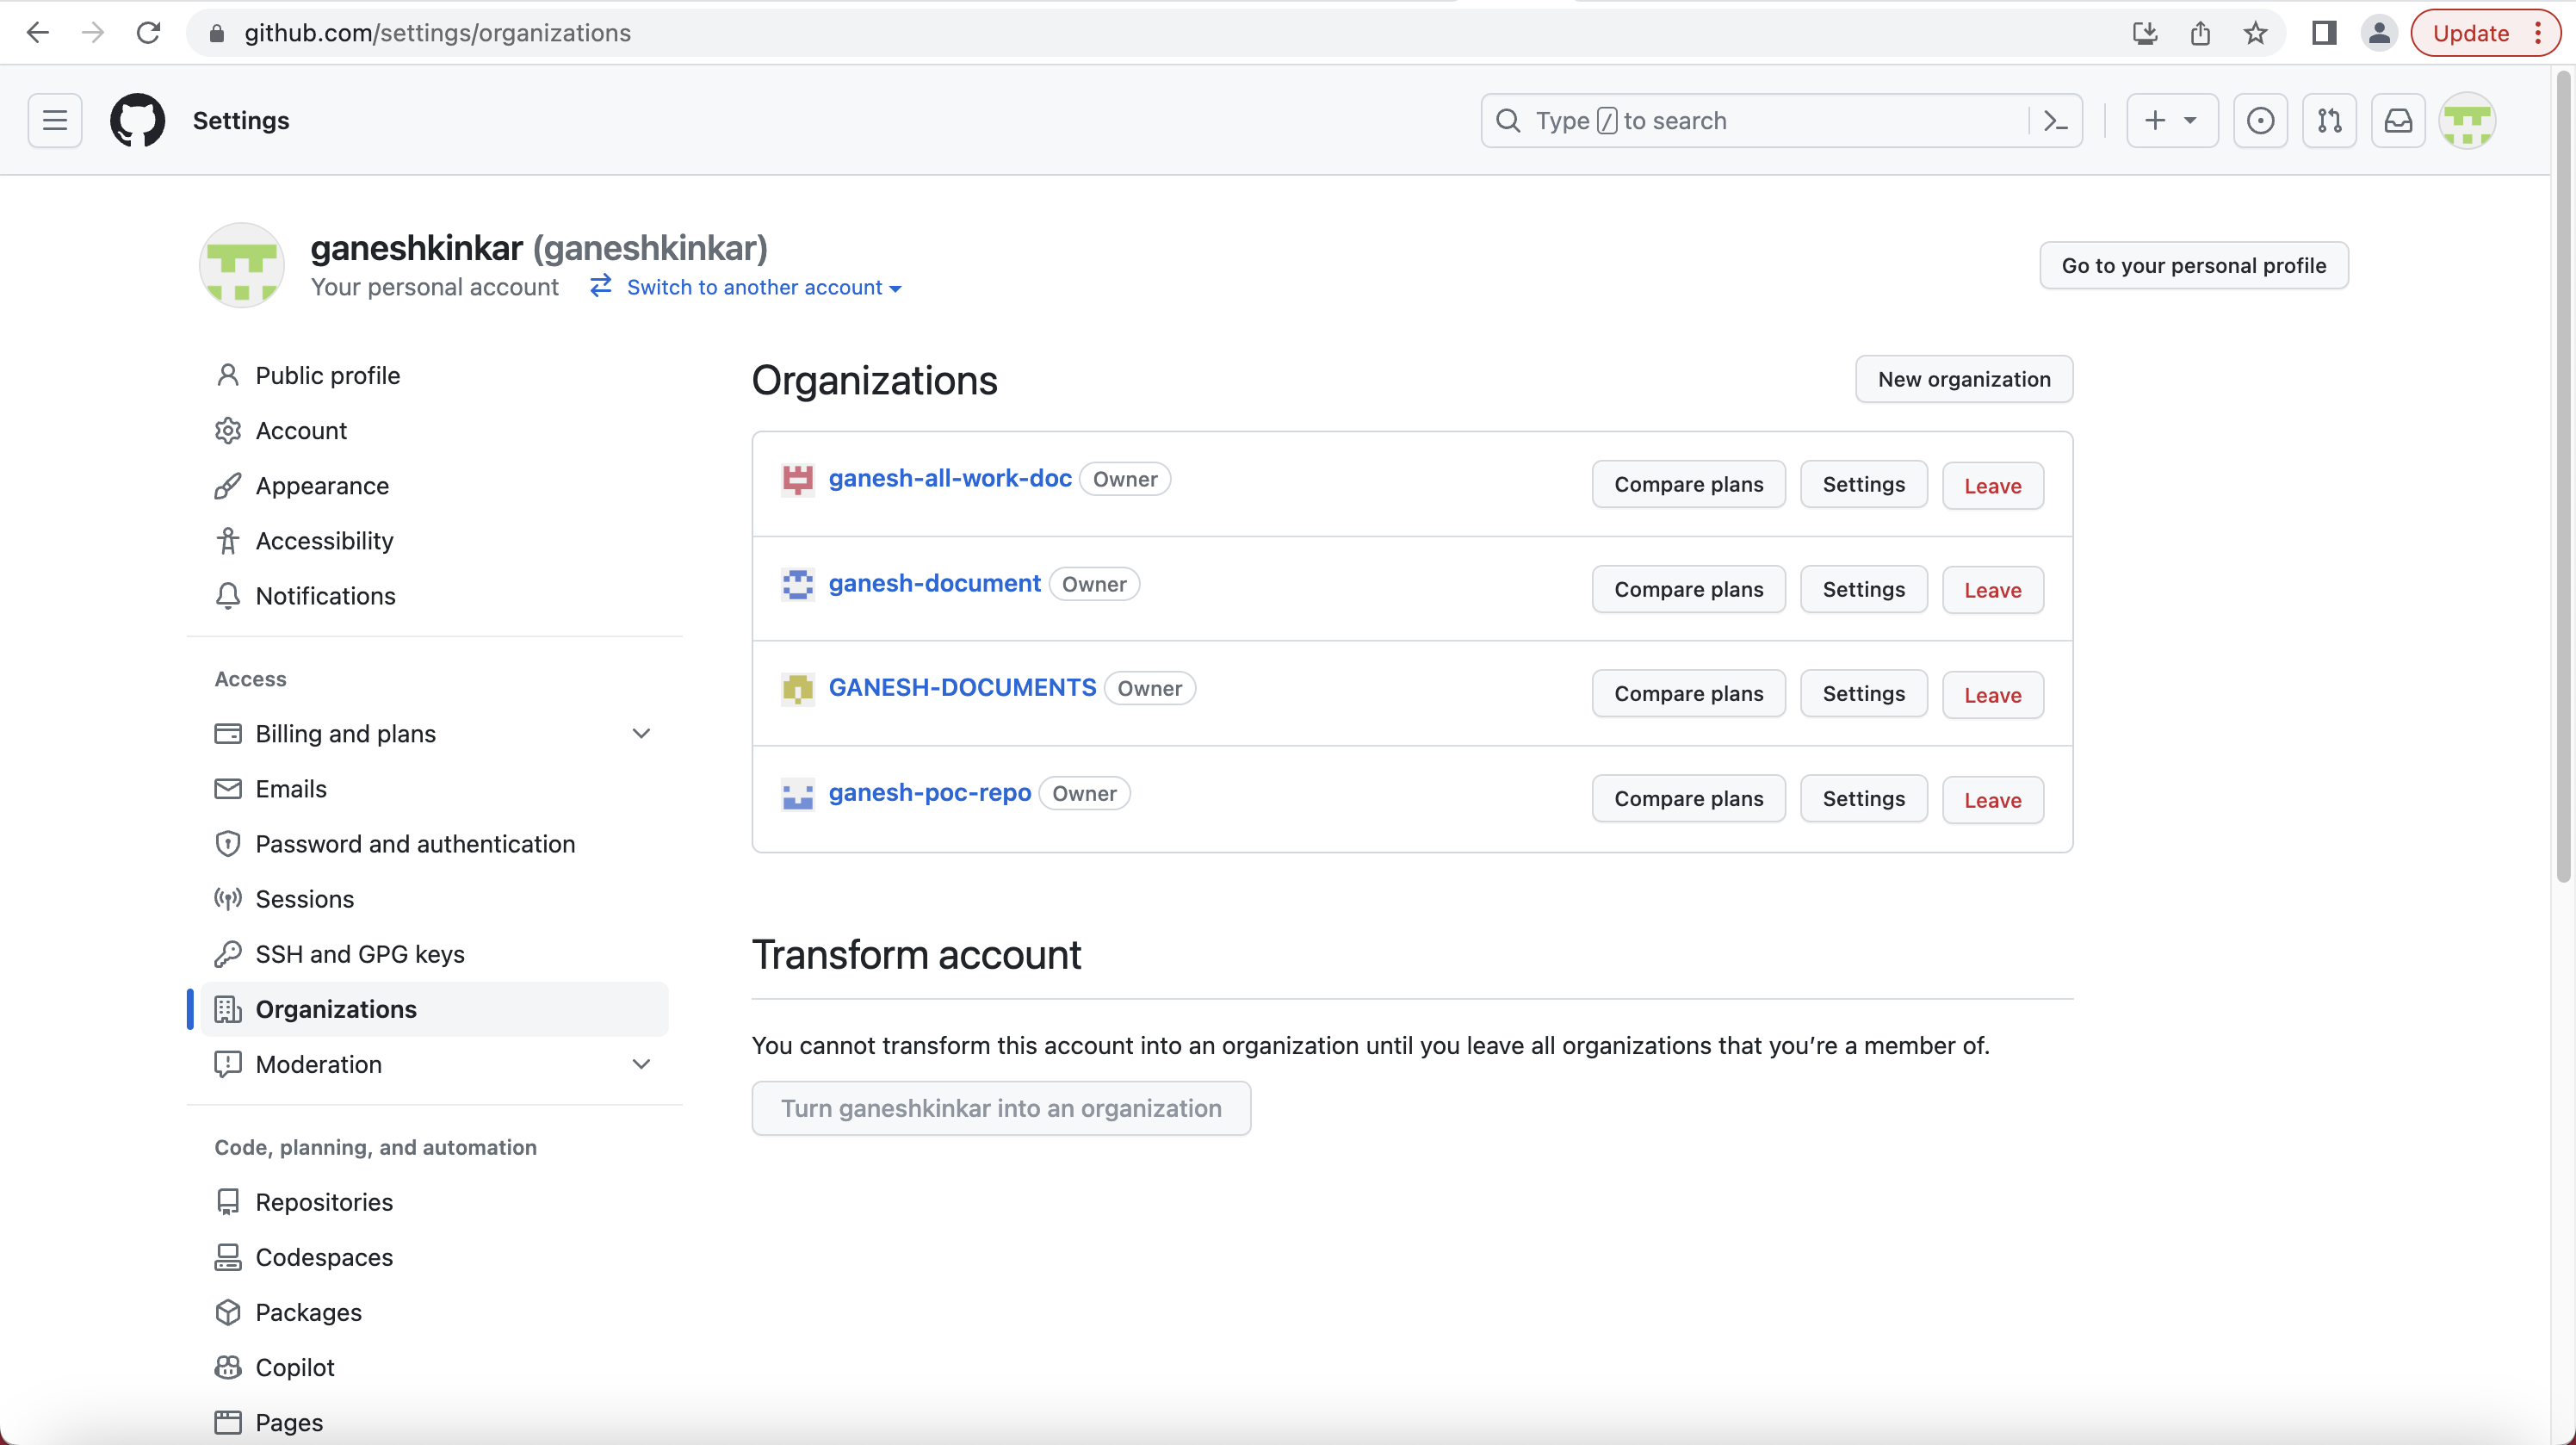 github.com/settings/organizations
Update
Settings
Type / to search
ganeshkinkar (ganeshkinkar)
Your personal account Switch to another account
Go to your personal profile
Public profile
Account
Appearance
Accessibility
Notifications
Access
Billing and plans
Emails
Password and authentication
Sessions
SSH and GPG keys
Organizations
Moderation
Code, planning, and automation
Repositories
Codespaces
Packages
Copilot
Pages
Organizations
New organization
ganesh-all-work-doc Owner Compare plans Settings Leave
ganesh-document Owner Compare plans Settings Leave
GANESH-DOCUMENTS Owner Compare plans Settings Leave
ganesh-poc-repo Owner Compare plans Settings Leave
Transform account
You cannot transform this account into an organization until you leave all organizations that you’re a member of.
Turn ganeshkinkar into an organization